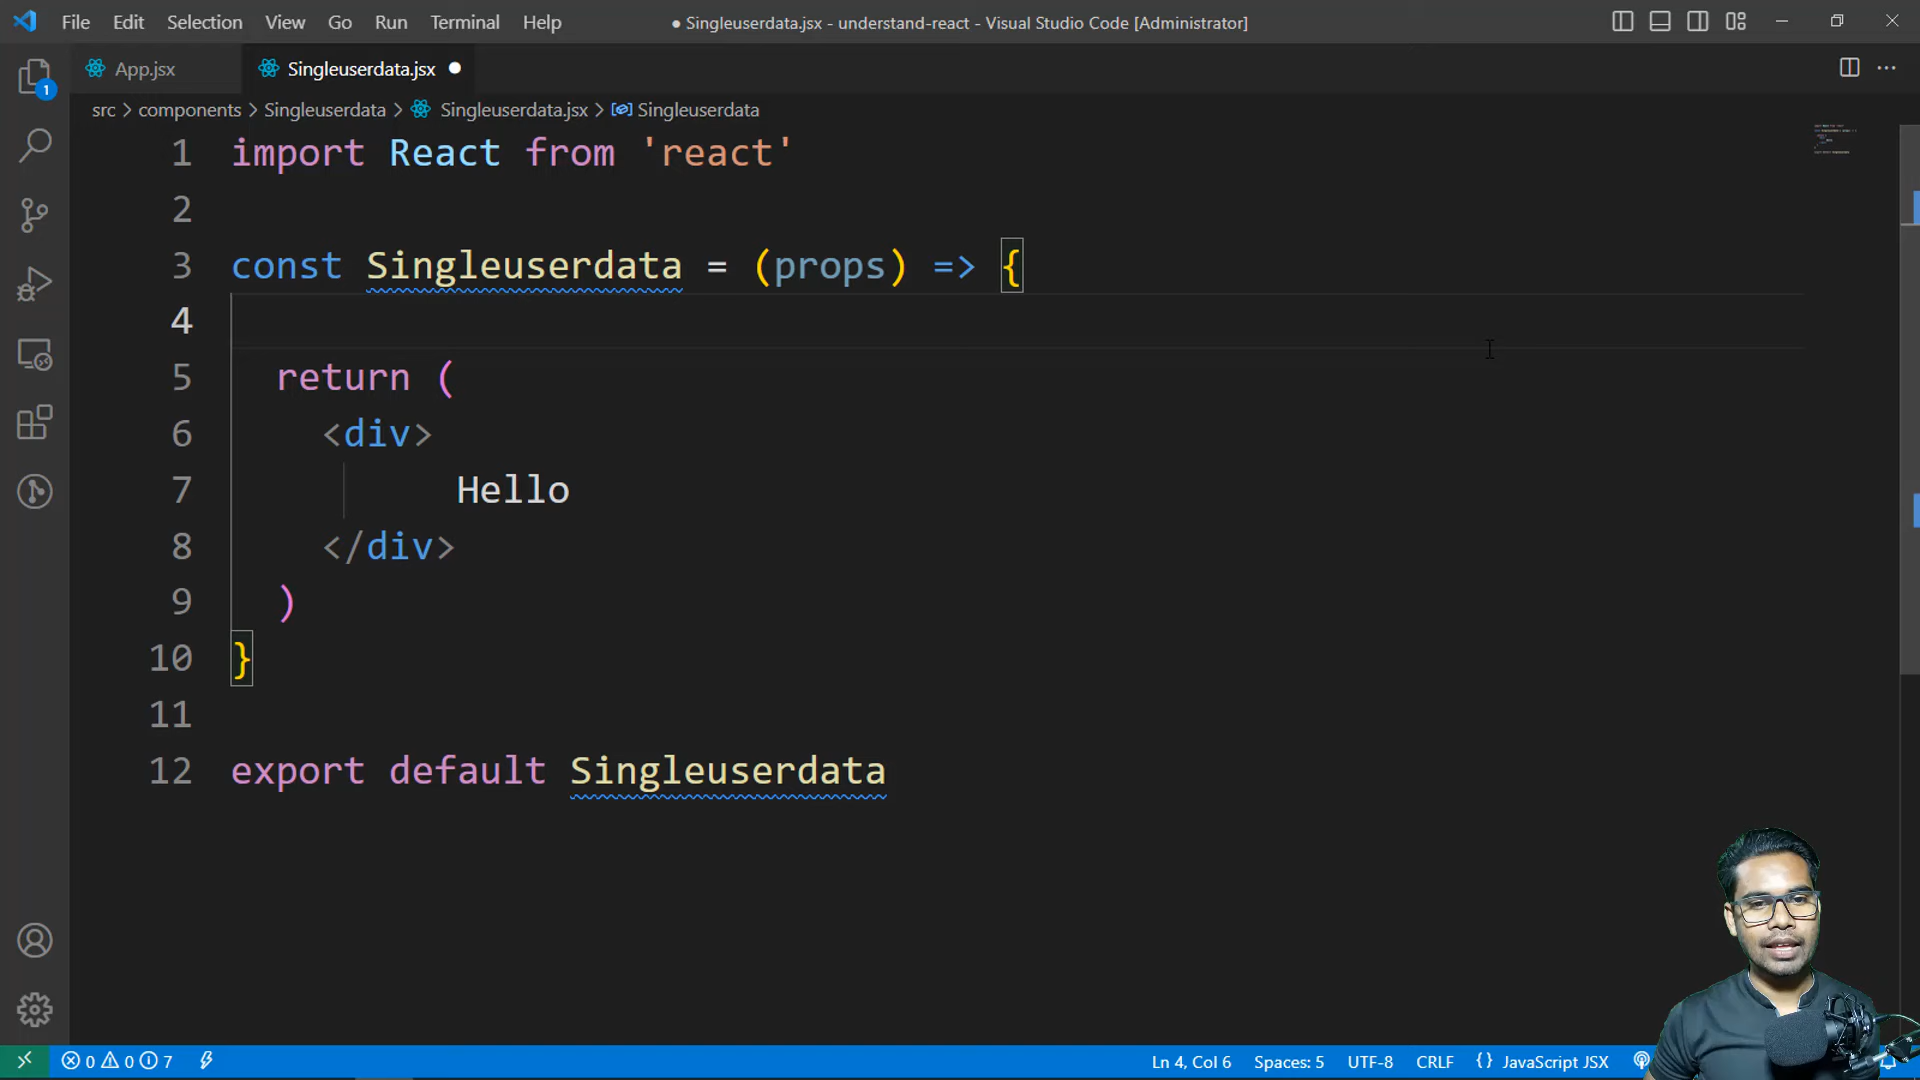 File Edit Selection View Go Run Terminal Help ● Singleuserdata.jsx - understand-react - Visual Studio Code [Administrator]
1 App.jsx Singleuserdata.jsx ●
src > components > Singleuserdata > Singleuserdata.jsx > Singleuserdata
1 import React from 'react'
2
3 const Singleuserdata = (props) => {
4
5 return (
6 <div>
7 Hello
8 </div>
9 )
10 }
11
12 export default Singleuserdata
0 0 7 Ln 4, Col 6 Spaces: 5 UTF-8 CRLF {} JavaScript JSX